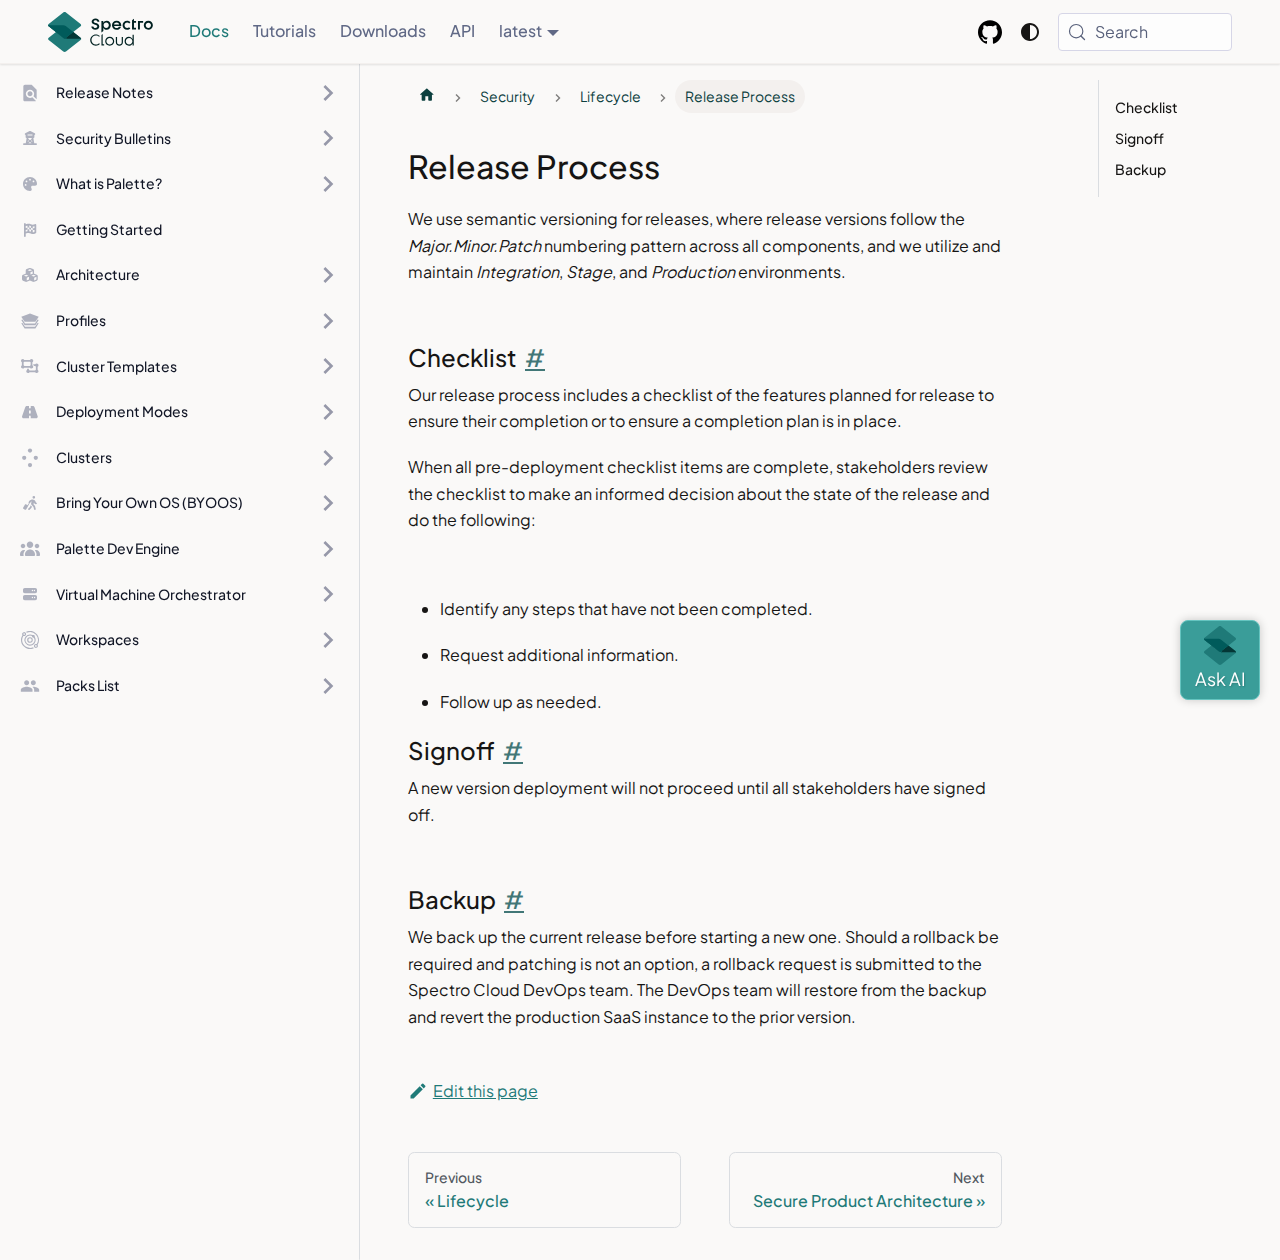 Spectro Cloud
Docs
Tutorials
Downloads
API
latest
Search
Release Notes
Security Bulletins
What is Palette?
Getting Started
Architecture
Profiles
Cluster Templates
Deployment Modes
Clusters
Bring Your Own OS (BYOOS)
Palette Dev Engine
Virtual Machine Orchestrator
Workspaces
Packs List
Security
Lifecycle
Release Process
Release Process
We use semantic versioning for releases, where release versions follow the
Major.Minor.Patch numbering pattern across all components, and we utilize and
maintain Integration, Stage, and Production environments.
Checklist #
Our release process includes a checklist of the features planned for release to
ensure their completion or to ensure a completion plan is in place.
When all pre-deployment checklist items are complete, stakeholders review
the checklist to make an informed decision about the state of the release and
do the following:
Identify any steps that have not been completed.
Request additional information.
Follow up as needed.
Signoff #
A new version deployment will not proceed until all stakeholders have signed
off.
Backup #
We back up the current release before starting a new one. Should a rollback be
required and patching is not an option, a rollback request is submitted to the
Spectro Cloud DevOps team. The DevOps team will restore from the backup
and revert the production SaaS instance to the prior version.
Edit this page
Previous
« Lifecycle
Next
Secure Product Architecture »
Checklist
Signoff
Backup
Ask AI